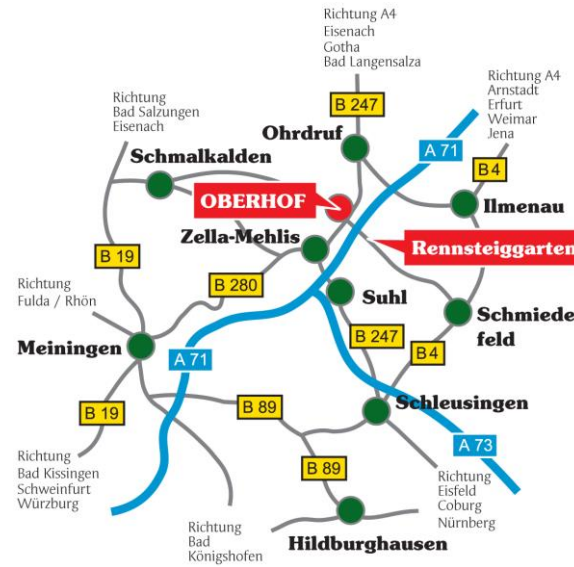 Richtung A4
Eisenach
Gotha
Bad Langensalza
Richtung A4
Arnstadt
Erfurt
Weimar
Jena
Richtung
Bad Salzungen
Eisenach
B 247
Ohrdruf
A 71
Schmalkalden
B 4
OBERHOF
Ilmenau
Zella-Mehlis
Rennsteiggarten
B 19
Richtung
Fulda / Rhön
B 280
Suhl
Schmiede
feld
Meiningen
A 71
B 247
B 4
B 19
B 89
Schleusingen
A 73
Richtung
Bad Kissingen
Schweinfurt
Würzburg
B 89
Richtung
Eisfeld
Coburg
Nürnberg
Richtung
Bad
Königshofen
Hildburghausen